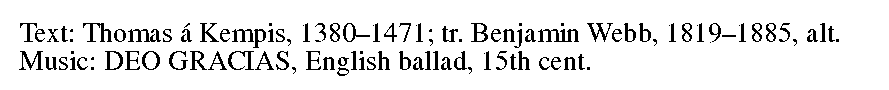 Text: Thomas á Kempis, 1380–1471; tr. Benjamin Webb, 1819–1885, alt.
Music: DEO GRACIAS, English ballad, 15th cent.